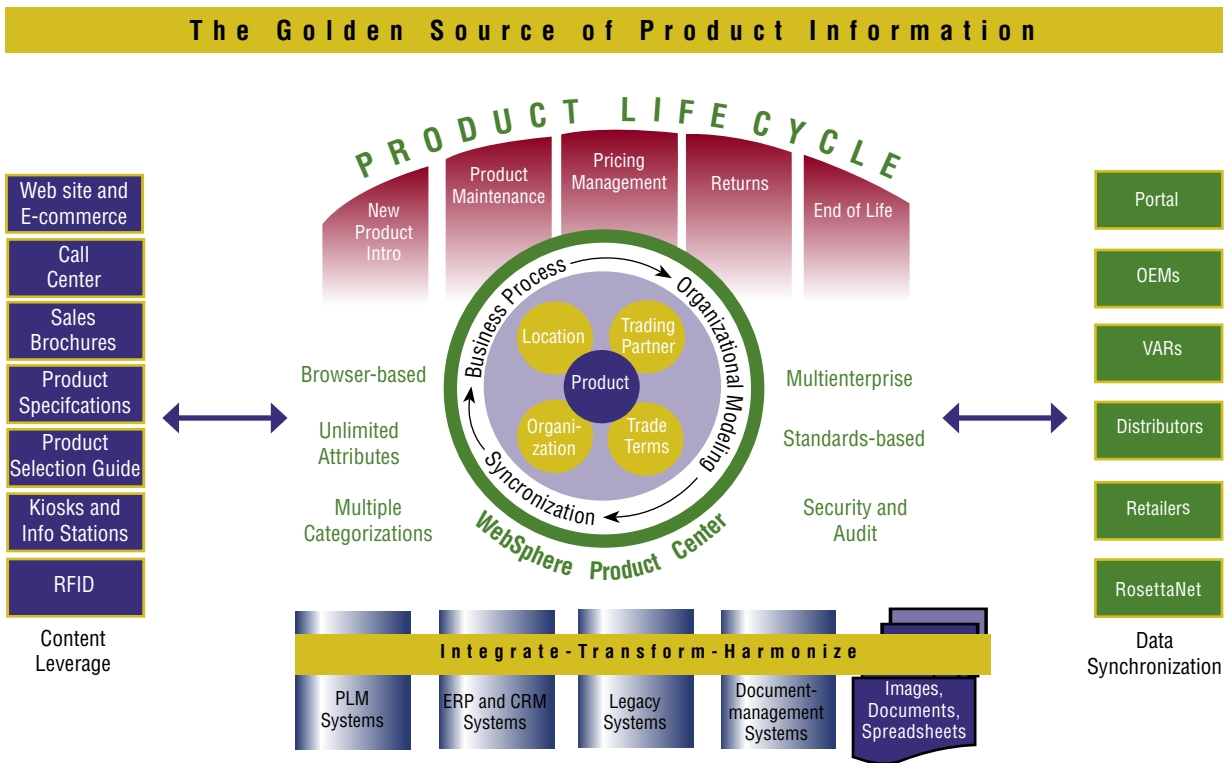 The Golden Source of Product Information
PRODUCT LIFE CYCLE
New
Product
Intro
Product
Maintenance
Pricing
Management
Returns
End of Life
Web site and
E-commerce
Call
Center
Sales
Brochures
Product
Specifcations
Product
Selection Guide
Kiosks and
Info Stations
RFID
Content
Leverage
Browser-based
Unlimited
Attributes
Multiple
Categorizations
Business Process
Organizational Modeling
Synchronization
Location
Trading
Partner
Product
Organi-
zation
Trade
Terms
WebSphere Product Center
Multienterprise
Standards-based
Security and
Audit
Portal
OEMs
VARs
Distributors
Retailers
RosettaNet
Data
Synchronization
Integrate-Transform-Harmonize
PLM
Systems
ERP and CRM
Systems
Legacy
Systems
Document-
management
Systems
Images,
Documents,
Spreadsheets